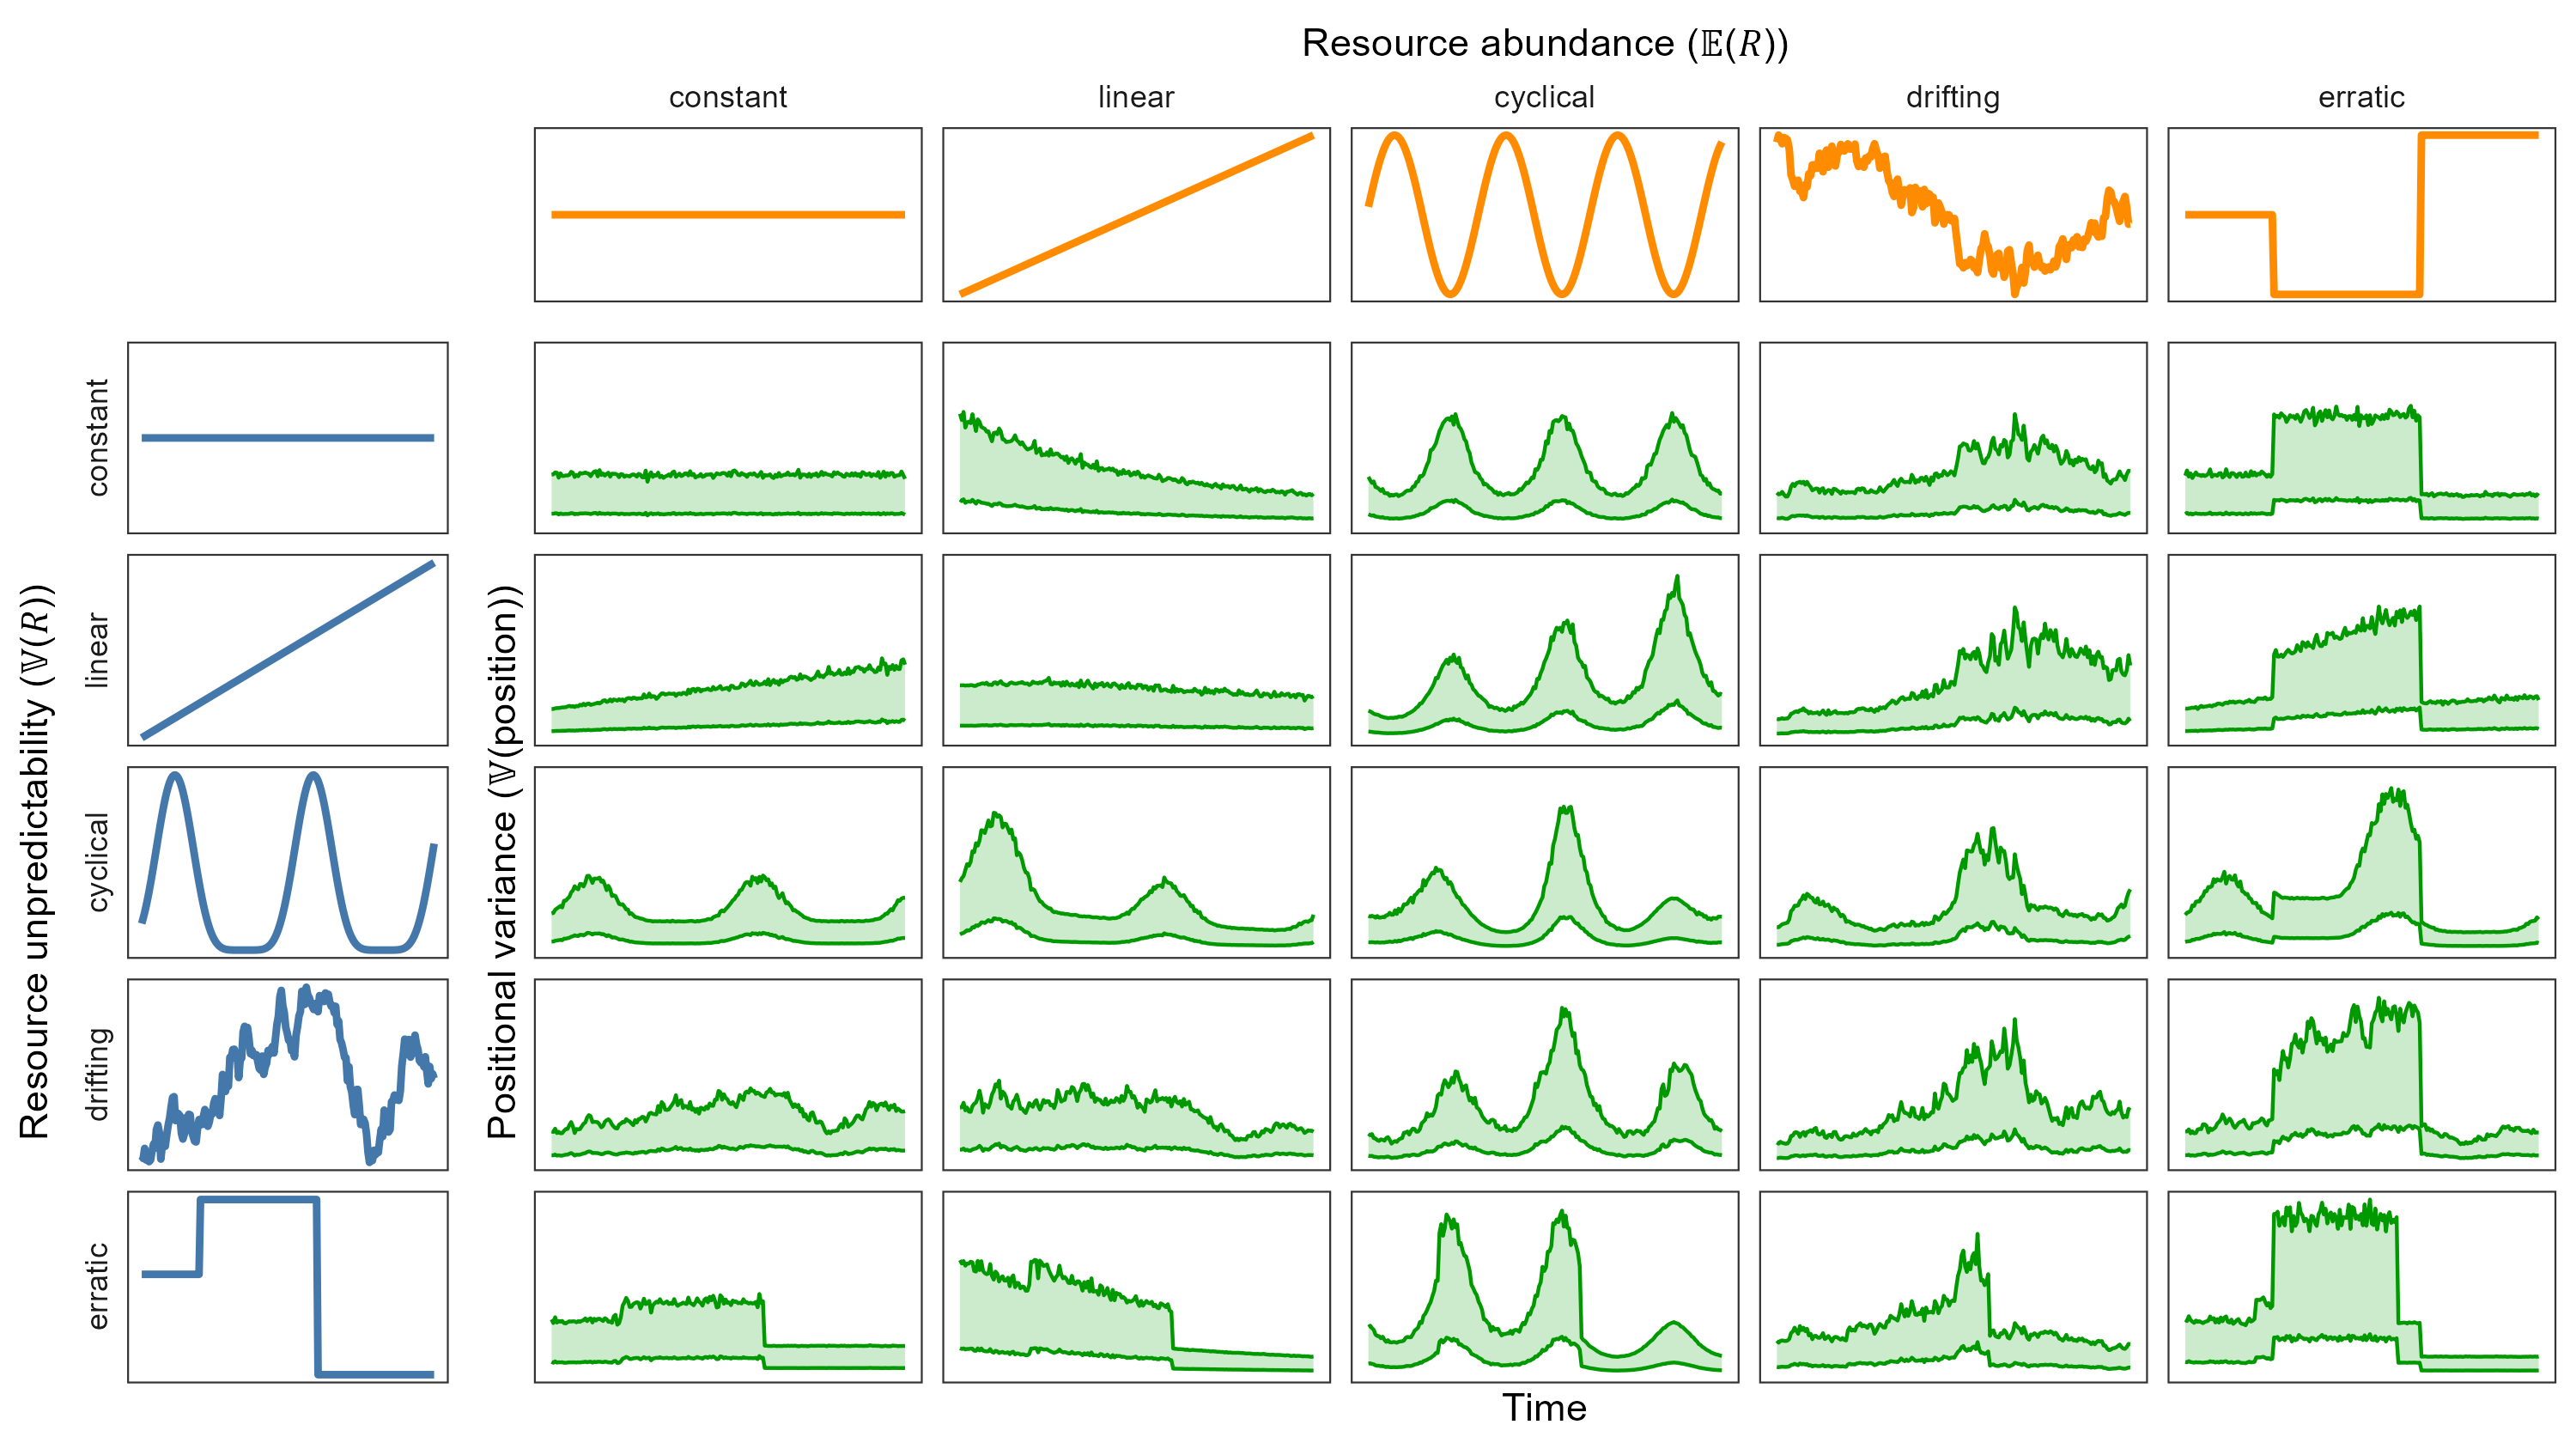 Resource abundance (𝔼(R))
constant
linear
cyclical
drifting
erratic
Resource unpredictability (𝕍(R))
constant
linear
cyclical
drifting
erratic
Positional variance (𝕍(position))
Time